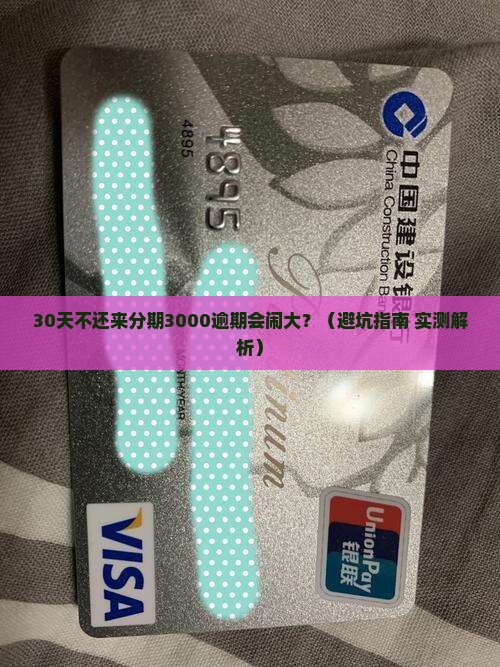 中国建设银行
China Construction Bank
4895
4895
Platinum
MONTH/YEAR
30天不还来分期3000逾期会闹大？（避坑指南 实测解
析）
VISA
UnionPay
银联